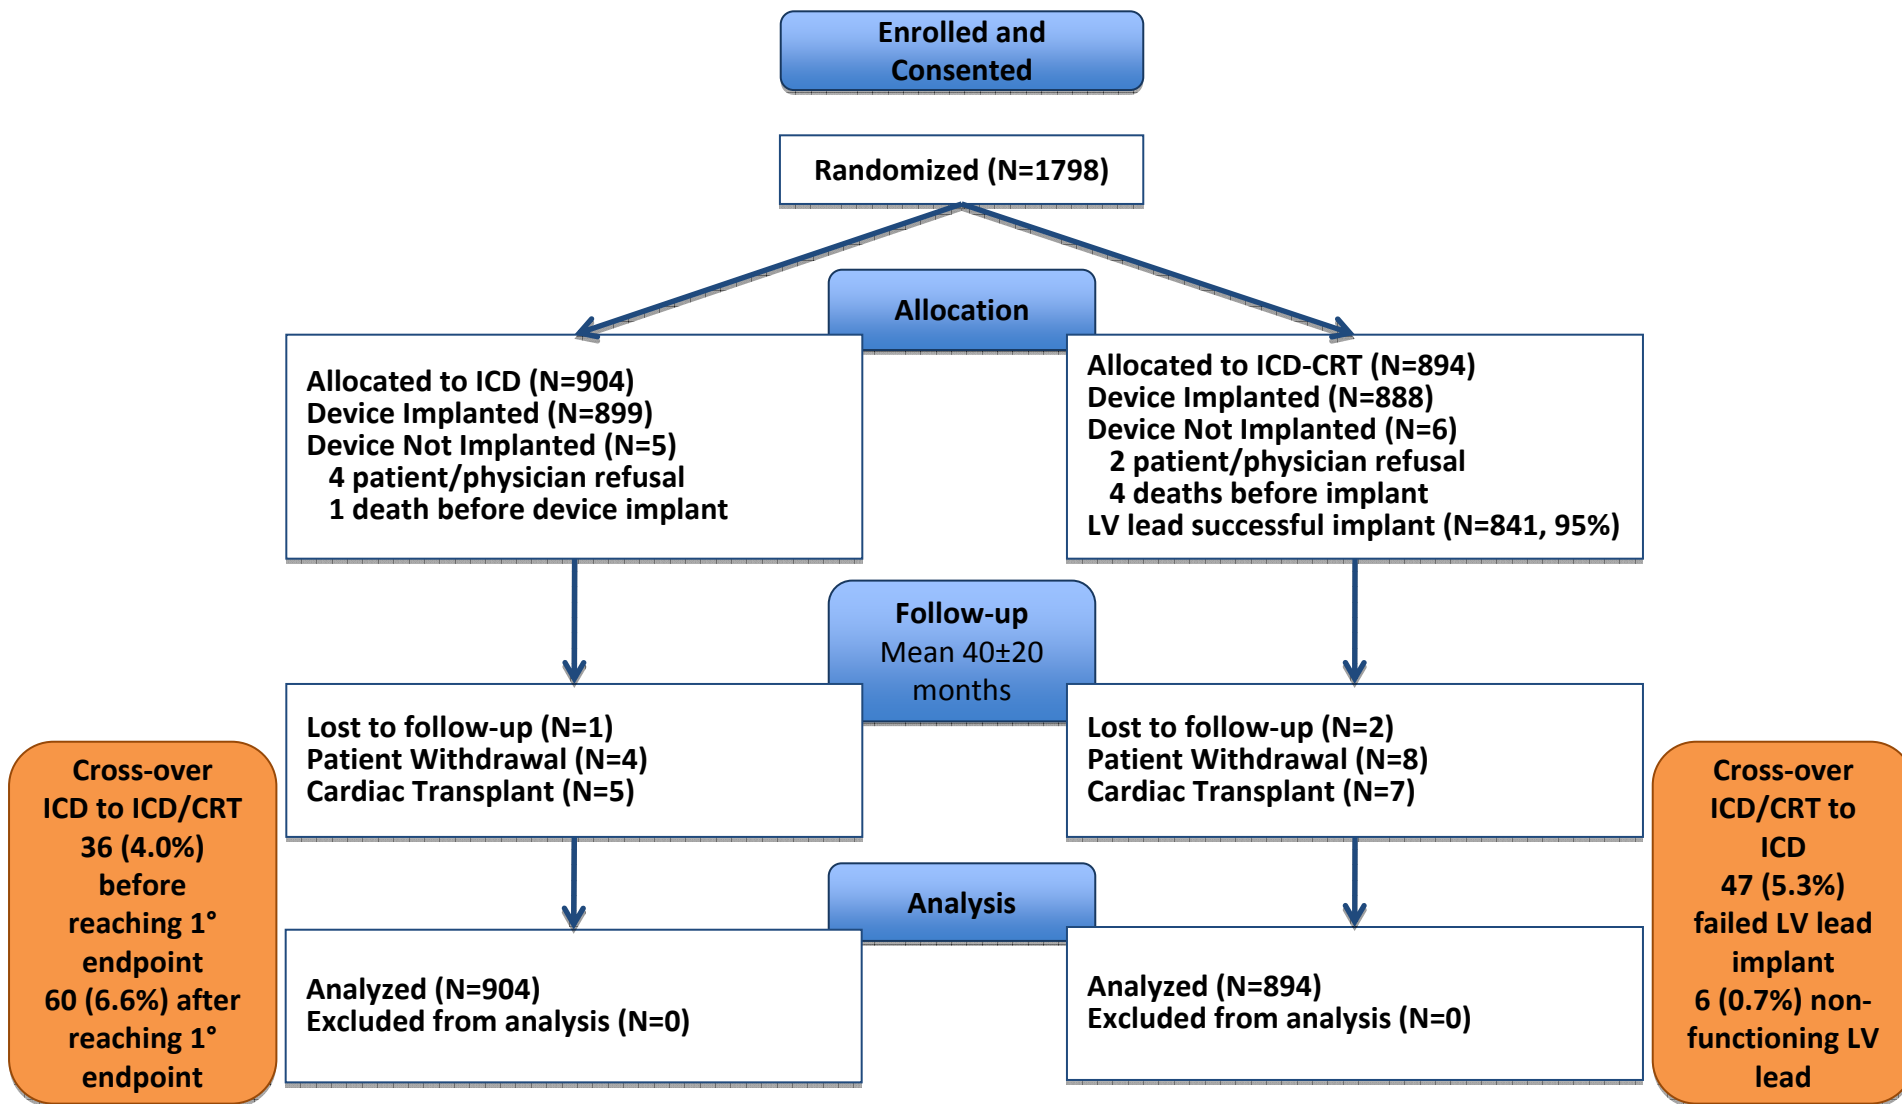 Enrolled and
Consented
Randomized (N=1798)
Allocation
Allocated to ICD (N=904)
Device Implanted (N=899)
Device Not Implanted (N=5)
4 patient/physician refusal
1 death before device implant
Allocated to ICD-CRT (N=894)
Device Implanted (N=888)
Device Not Implanted (N=6)
2 patient/physician refusal
4 deaths before implant
LV lead successful implant (N=841, 95%)
Follow-up
Mean 40±20
months
Lost to follow-up (N=1)
Patient Withdrawal (N=4)
Cardiac Transplant (N=5)
Lost to follow-up (N=2)
Patient Withdrawal (N=8)
Cardiac Transplant (N=7)
Cross-over
ICD to ICD/CRT
36 (4.0%)
before
reaching 1°
endpoint
60 (6.6%) after
reaching 1°
endpoint
Cross-over
ICD/CRT to
ICD
47 (5.3%)
failed LV lead
implant
6 (0.7%) non-
functioning LV
lead
Analysis
Analyzed (N=904)
Excluded from analysis (N=0)
Analyzed (N=894)
Excluded from analysis (N=0)